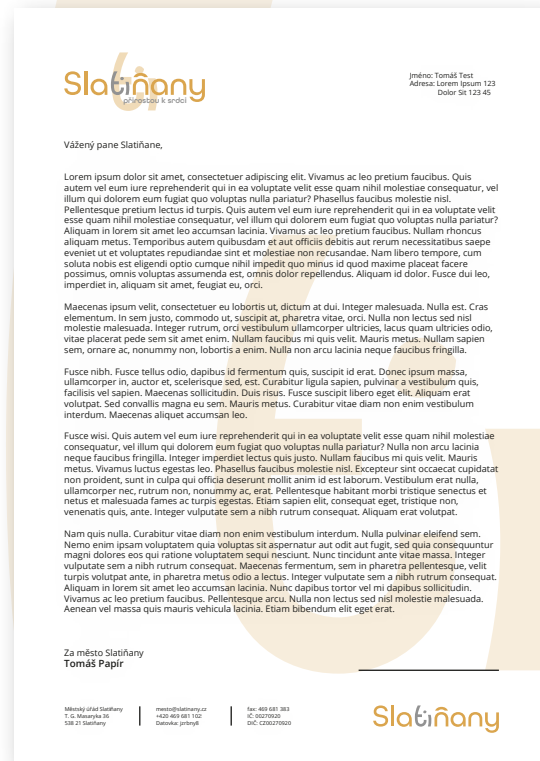 Slatiňany
přirostou k srdci
Jméno: Tomáš Test
Adresa: Lorem Ipsum 123
Dolor Sit 123 45
Vážený pane Slatiňane,
Lorem ipsum dolor sit amet, consectetuer adipiscing elit. Vivamus ac leo pretium faucibus. Quis
autem vel eum iure reprehenderit qui in ea voluptate velit esse quam nihil molestiae consequatur, vel
illum qui dolorem eum fugiat quo voluptas nulla pariatur? Phasellus faucibus molestie nisl.
Pellentesque pretium lectus id turpis. Quis autem vel eum iure reprehenderit qui in ea voluptate velit
esse quam nihil molestiae consequatur, vel illum qui dolorem eum fugiat quo voluptas nulla pariatur?
Aliquam in lorem sit amet leo accumsan lacinia. Vivamus ac leo pretium faucibus. Nullam rhoncus
aliquam metus. Temporibus autem quibusdam et aut officiis debitis aut rerum necessitatibus saepe
eveniet ut et voluptates repudiandae sint et molestiae non recusandae. Nam libero tempore, cum
soluta nobis est eligendi optio cumque nihil impedit quo minus id quod maxime placeat facere
possimus, omnis voluptas assumenda est, omnis dolor repellendus. Aliquam id dolor. Fusce dui leo,
imperdiet in, aliquam sit amet, feugiat eu, orci.
Maecenas ipsum velit, consectetuer eu lobortis ut, dictum at dui. Integer malesuada. Nulla est. Cras
elementum. In sem justo, commodo ut, suscipit at, pharetra vitae, orci. Nulla non lectus sed nisl
molestie malesuada. Integer rutrum, orci vestibulum ullamcorper ultricies, lacus quam ultricies odio,
vitae placerat pede sem sit amet enim. Nullam faucibus mi quis velit. Mauris metus. Nullam sapien
sem, ornare ac, nonummy non, lobortis a enim. Nulla non arcu lacinia neque faucibus fringilla.
Fusce nibh. Fusce tellus odio, dapibus id fermentum quis, suscipit id erat. Donec ipsum massa,
ullamcorper in, auctor et, scelerisque sed, est. Curabitur ligula sapien, pulvinar a vestibulum quis,
facilisis vel sapien. Maecenas sollicitudin. Duis risus. Fusce suscipit libero eget elit. Aliquam erat
volutpat. Sed convallis magna eu sem. Mauris metus. Curabitur vitae diam non enim vestibulum
interdum. Maecenas aliquet accumsan leo.
Fusce wisi. Quis autem vel eum iure reprehenderit qui in ea voluptate velit esse quam nihil molestiae
consequatur, vel illum qui dolorem eum fugiat quo voluptas nulla pariatur? Nulla non arcu lacinia
neque faucibus fringilla. Integer imperdiet lectus quis justo. Nullam faucibus mi quis velit. Mauris
metus. Vivamus luctus egestas leo. Phasellus faucibus molestie nisl. Excepteur sint occaecat cupidatat
non proident, sunt in culpa qui officia deserunt mollit anim id est laborum. Vestibulum erat nulla,
ullamcorper nec, rutrum non, nonummy ac, erat. Pellentesque habitant morbi tristique senectus et
netus et malesuada fames ac turpis egestas. Etiam sapien elit, consequat eget, tristique non,
venenatis quis, ante. Integer vulputate sem a nibh rutrum consequat. Aliquam erat volutpat.
Nam quis nulla. Curabitur vitae diam non enim vestibulum interdum. Nulla pulvinar eleifend sem.
Nemo enim ipsam voluptatem quia voluptas sit aspernatur aut odit aut fugit, sed quia consequuntur
magni dolores eos qui ratione voluptatem sequi nesciunt. Nunc tincidunt ante vitae massa. Integer
vulputate sem a nibh rutrum consequat. Maecenas fermentum, sem in pharetra pellentesque, velit
turpis volutpat ante, in pharetra metus odio a lectus. Integer vulputate sem a nibh rutrum consequat.
Aliquam in lorem sit amet leo accumsan lacinia. Nunc dapibus tortor vel mi dapibus sollicitudin.
Vivamus ac leo pretium faucibus. Pellentesque arcu. Nulla non lectus sed nisl molestie malesuada.
Aenean vel massa quis mauris vehicula lacinia. Etiam bibendum elit eget erat.
Za město Slatiňany
Tomáš Papír
Městský úřad Slatiňany
T. G. Masaryka 36
538 21 Slatiňany
mesto@slatinany.cz
+420 469 681 102
Datovka: jzrbny8
fax: 469 681 383
IČ: 00270920
DIČ: CZ00270920
Slatiňany